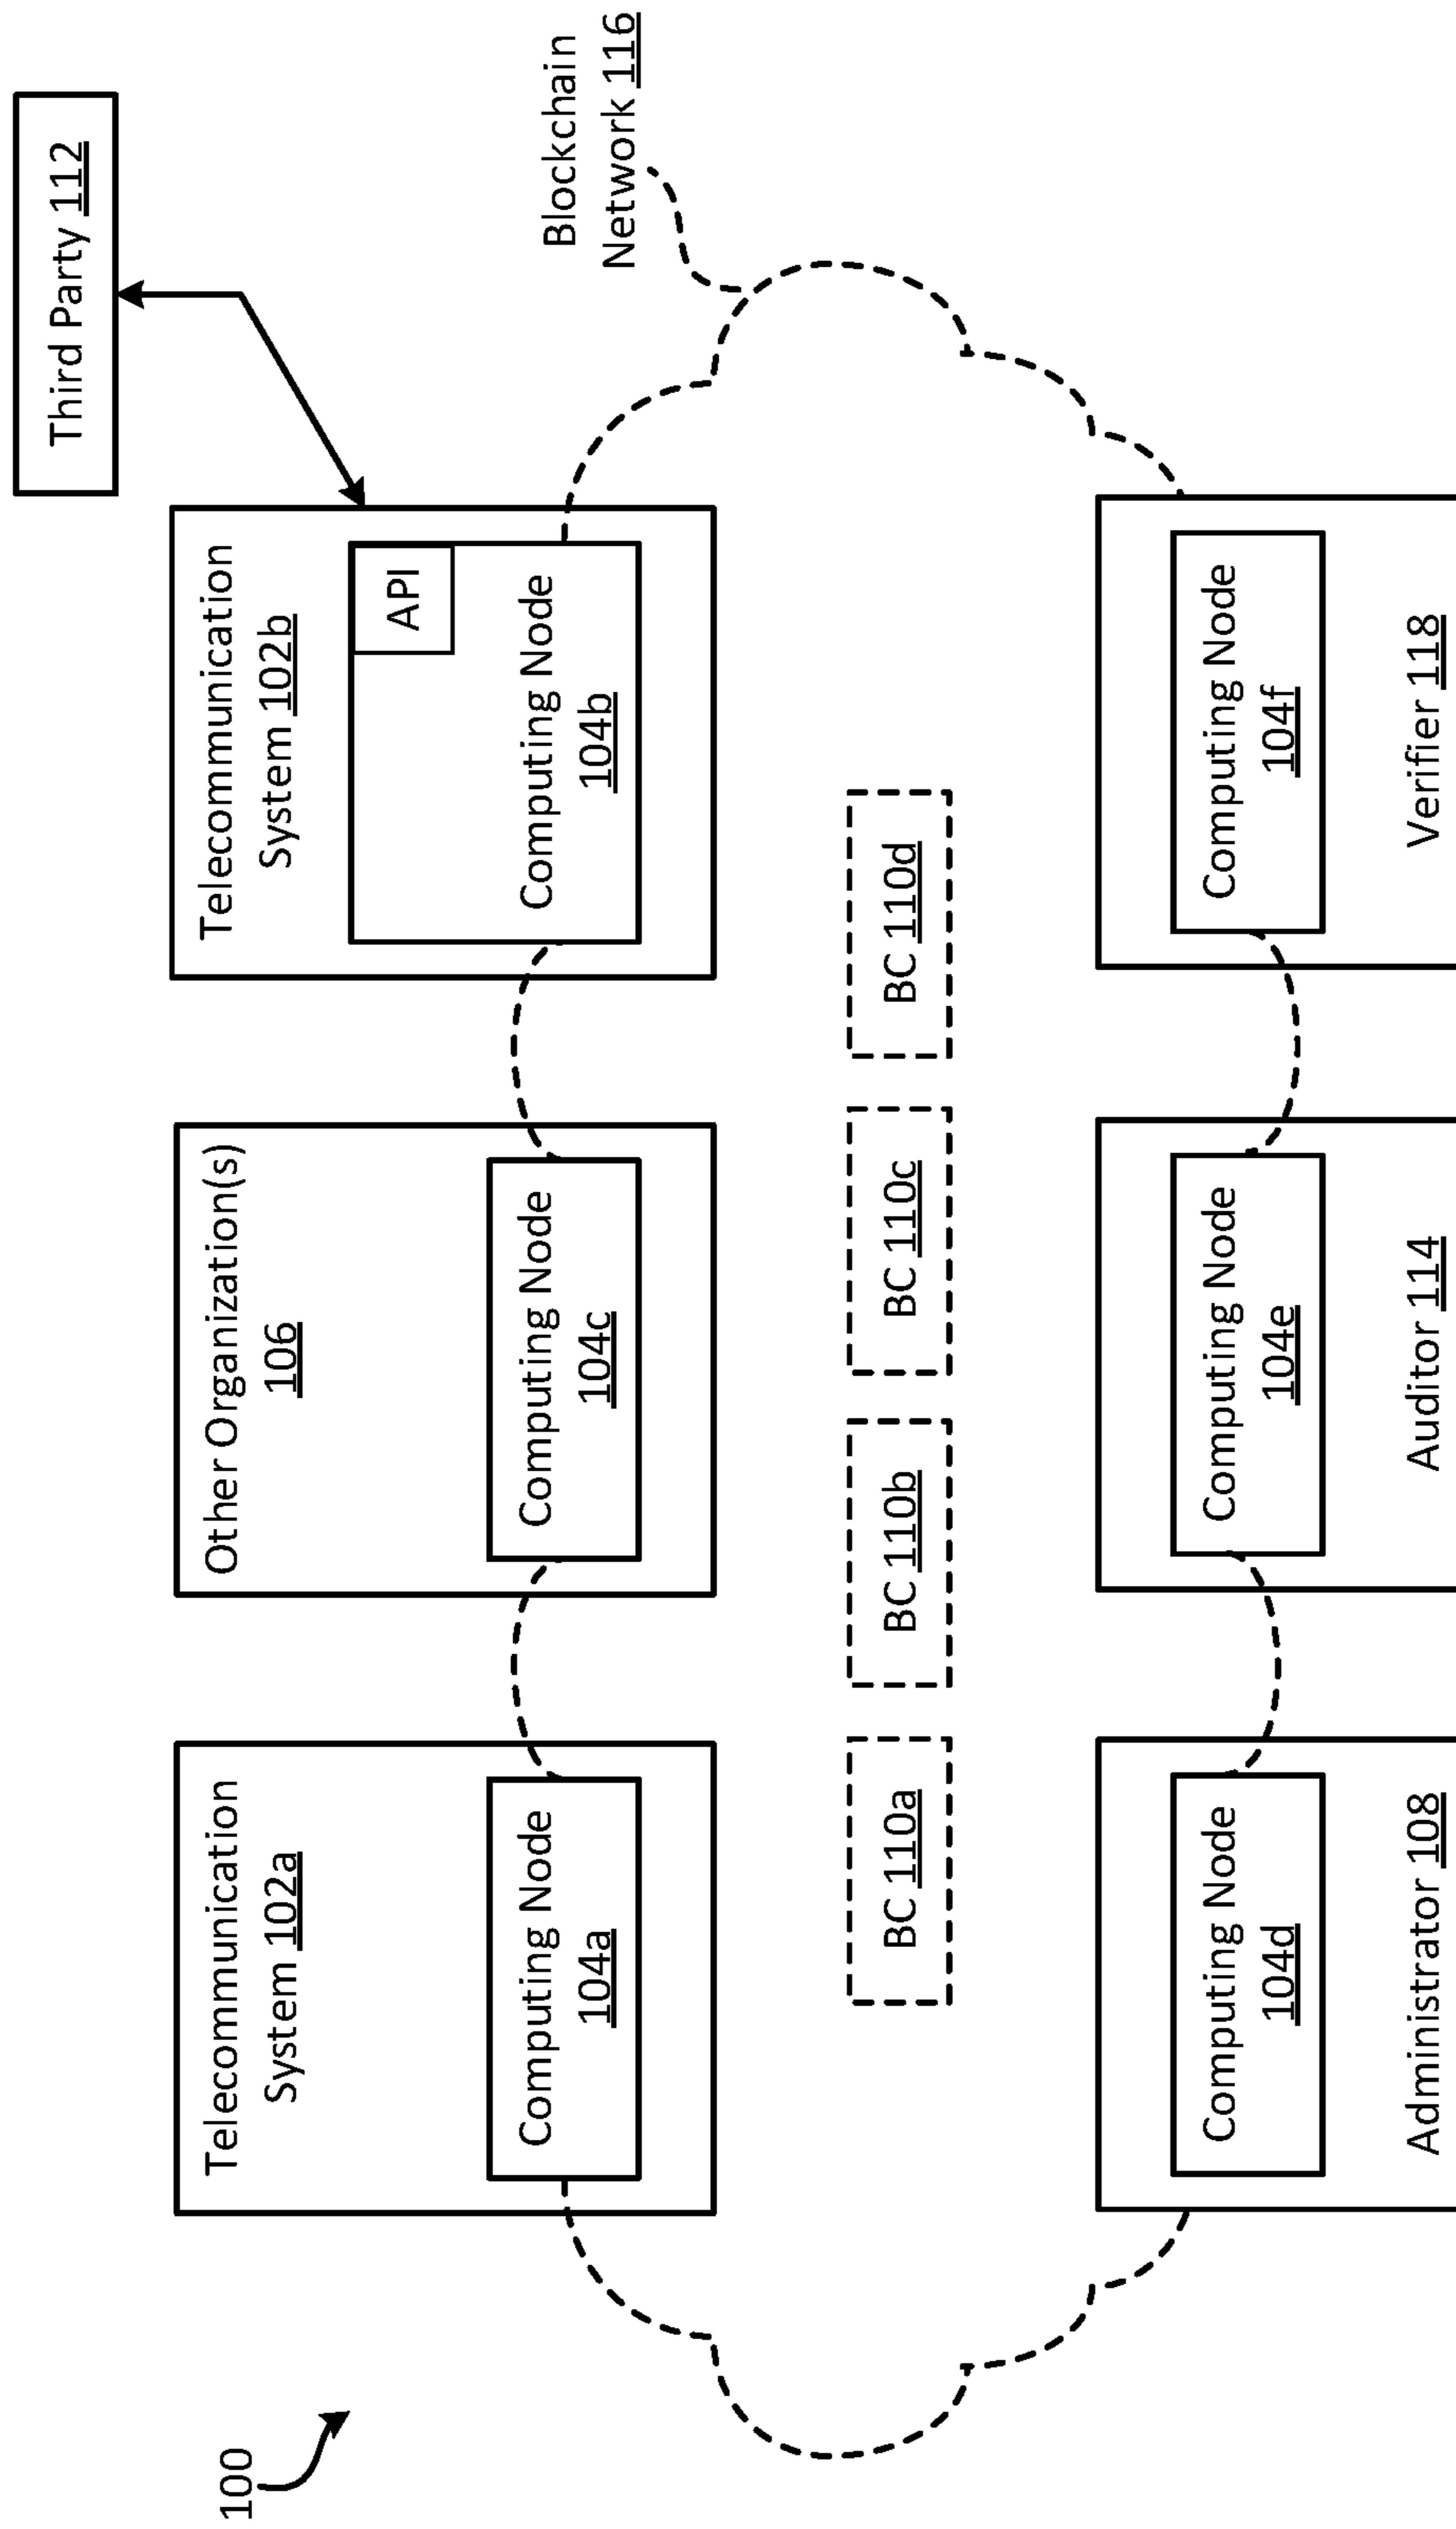 100
Third Party 112
Telecommunication
System 102a
Computing Node
104a
Other Organization(s)
106
Computing Node
104c
Telecommunication
System 102b
API
Computing Node
104b
Blockchain
Network 116
BC 110a
BC 110b
BC 110c
BC 110d
Computing Node
104d
Administrator 108
Computing Node
104e
Auditor 114
Computing Node
104f
Verifier 118